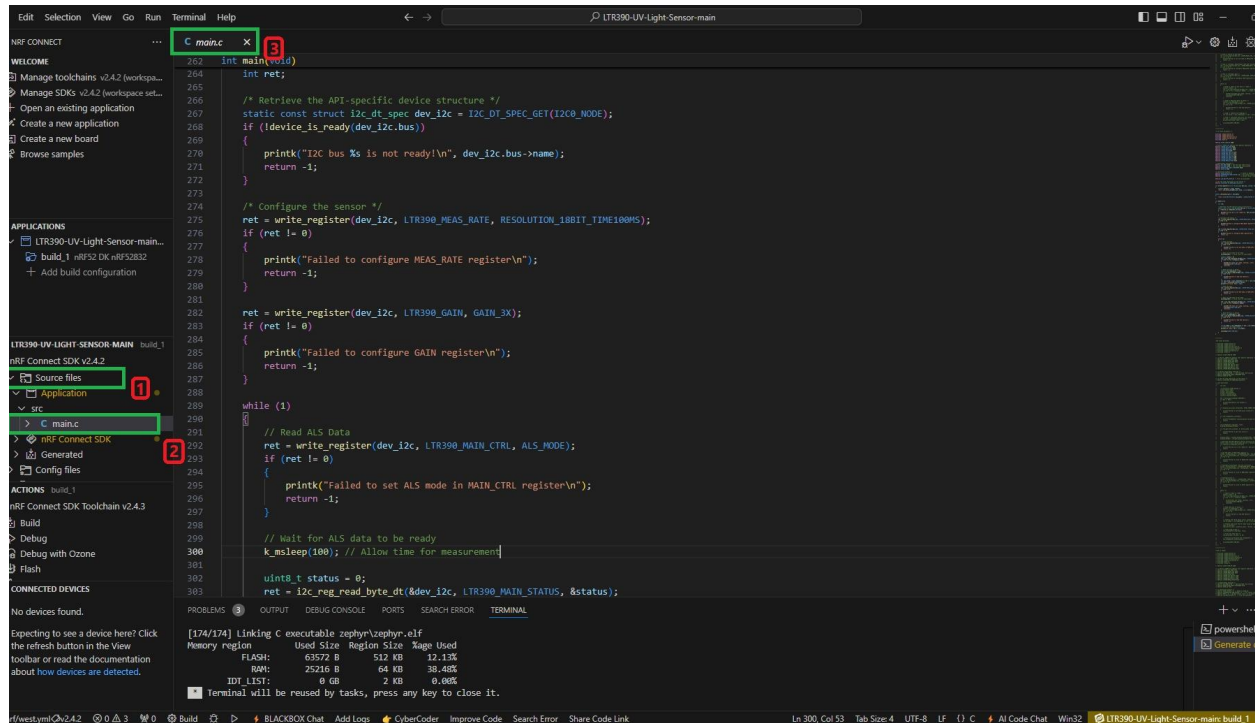 Edit Selection View Go Run Terminal Help
LTR390-UV-Light-Sensor-main
NRF CONNECT ...
WELCOME
Manage toolchains v2.4.2 (workspa...
Manage SDKs v2.4.2 (workspace set...
Open an existing application
Create a new application
Create a new board
Browse samples
APPLICATIONS
LTR390-UV-Light-Sensor-main...
build_1 nRF52 DK nRF52832
+ Add build configuration
LTR390-UV-LIGHT-SENSOR-MAIN build_1
nRF Connect SDK v2.4.2
Source files
1
Application
src
C main.c
2
nRF Connect SDK
Generated
Config files
ACTIONS build_1
nRF Connect SDK Toolchain v2.4.3
Build
Debug
Debug with Ozone
Flash
CONNECTED DEVICES
No devices found.
Expecting to see a device here? Click
the refresh button in the View
toolbar or read the documentation
about how devices are detected.
C main.c X
3
262 int main(void)
264 int ret;
265
266 /* Retrieve the API-specific device structure */
267 static const struct i2c_dt_spec dev_i2c = I2C_DT_SPEC_GET(I2C0_NODE);
268 if (!device_is_ready(dev_i2c.bus))
269 {
270 printk("I2C bus %s is not ready!\n", dev_i2c.bus->name);
271 return -1;
272 }
273
274 /* Configure the sensor */
275 ret = write_register(dev_i2c, LTR390_MEAS_RATE, RESOLUTION_18BIT_TIME100MS);
276 if (ret != 0)
277 {
278 printk("Failed to configure MEAS_RATE register\n");
279 return -1;
280 }
281
282 ret = write_register(dev_i2c, LTR390_GAIN, GAIN_3X);
283 if (ret != 0)
284 {
285 printk("Failed to configure GAIN register\n");
286 return -1;
287 }
288
289 while (1)
290 {
291 // Read ALS Data
292 ret = write_register(dev_i2c, LTR390_MAIN_CTRL, ALS_MODE);
293 if (ret != 0)
294 {
295 printk("Failed to set ALS mode in MAIN_CTRL register\n");
296 return -1;
297 }
298
299 // Wait for ALS data to be ready
300 k_msleep(100); // Allow time for measurement
301
302 uint8_t status = 0;
303 ret = i2c_reg_read_byte_dt(&dev_i2c, LTR390_MAIN_STATUS, &status);
PROBLEMS 3 OUTPUT DEBUG CONSOLE PORTS SEARCH ERROR TERMINAL
[174/174] Linking C executable zephyr\zephyr.elf
Memory region Used Size Region Size %age Used
FLASH: 63572 B 512 KB 12.13%
RAM: 25216 B 64 KB 38.48%
IDT_LIST: 0 GB 2 KB 0.00%
* Terminal will be reused by tasks, press any key to close it.
powershel
Generate
rf/west.yml v2.4.2 0 3 0 Build BLACKBOX Chat Add Logs CyberCoder Improve Code Search Error Share Code Link Ln 300, Col 53 Tab Size: 4 UTF-8 LF {} C AI Code Chat Win32 LTR390-UV-Light-Sensor-main: build_1